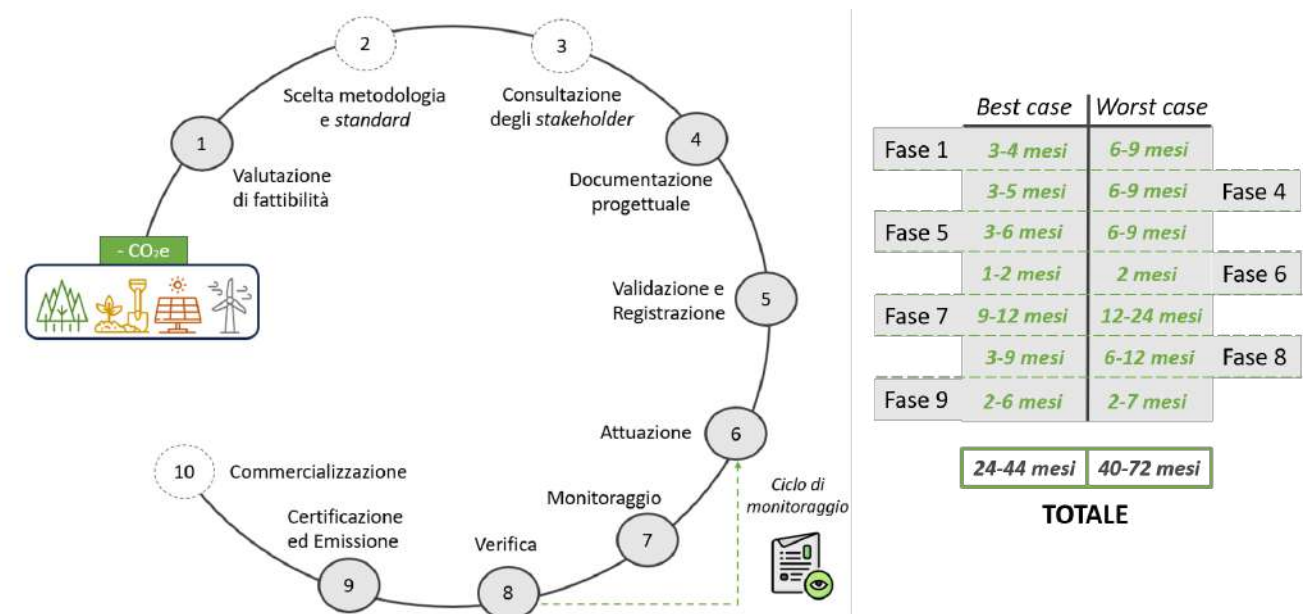 2
3
Scelta metodologia
e standard
Consultazione
degli stakeholder
1
4
Valutazione
di fattibilità
Documentazione
progettuale
- CO₂e
Validazione e
Registrazione
5
Attuazione
6
10
Commercializzazione
Ciclo di
monitoraggio
Monitoraggio
7
Certificazione
ed Emissione
Verifica
9
8
Best case Worst case
Fase 1 3-4 mesi 6-9 mesi
3-5 mesi 6-9 mesi Fase 4
Fase 5 3-6 mesi 6-9 mesi
1-2 mesi 2 mesi Fase 6
Fase 7 9-12 mesi 12-24 mesi
3-9 mesi 6-12 mesi Fase 8
Fase 9 2-6 mesi 2-7 mesi
24-44 mesi 40-72 mesi
TOTALE